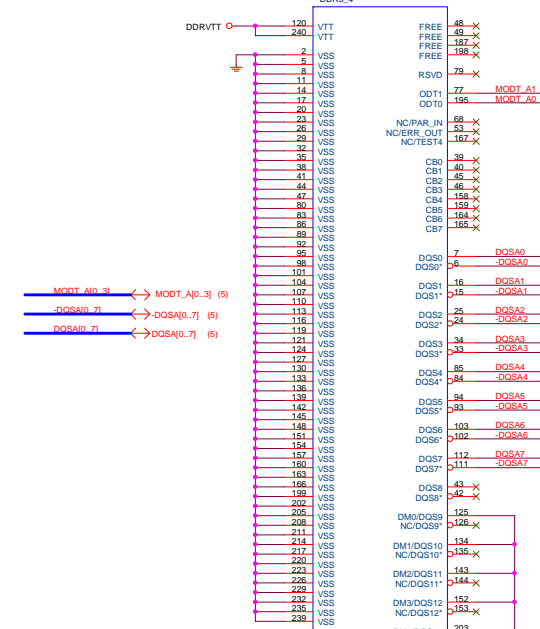 DDR3_4
DDRVTT
120 VTT
240 VTT
2 VSS
5 VSS
8 VSS
11 VSS
14 VSS
17 VSS
20 VSS
23 VSS
26 VSS
29 VSS
32 VSS
35 VSS
38 VSS
41 VSS
44 VSS
47 VSS
80 VSS
83 VSS
86 VSS
89 VSS
92 VSS
95 VSS
98 VSS
101 VSS
104 VSS
107 VSS
110 VSS
113 VSS
116 VSS
119 VSS
121 VSS
124 VSS
127 VSS
130 VSS
133 VSS
136 VSS
139 VSS
142 VSS
145 VSS
148 VSS
151 VSS
154 VSS
157 VSS
160 VSS
163 VSS
166 VSS
199 VSS
202 VSS
205 VSS
208 VSS
211 VSS
214 VSS
217 VSS
220 VSS
223 VSS
226 VSS
229 VSS
232 VSS
235 VSS
239 VSS
MODT_A[0..3] MODT_A[0..3] (5)
-DQSA[0..7] -DQSA[0..7] (5)
DQSA[0..7] DQSA[0..7] (5)
FREE 48
FREE 49
FREE 187
FREE 198
RSVD 79
ODT1 77 MODT_A1
ODT0 195 MODT_A0
NC/PAR_IN 68
NC/ERR_OUT 53
NC/TEST4 167
CB0 39
CB1 40
CB2 45
CB3 46
CB4 158
CB5 159
CB6 164
CB7 165
DQS0 7 DQSA0
DQS0* 6 -DQSA0
DQS1 16 DQSA1
DQS1* 15 -DQSA1
DQS2 25 DQSA2
DQS2* 24 -DQSA2
DQS3 34 DQSA3
DQS3* 33 -DQSA3
DQS4 85 DQSA4
DQS4* 84 -DQSA4
DQS5 94 DQSA5
DQS5* 93 -DQSA5
DQS6 103 DQSA6
DQS6* 102 -DQSA6
DQS7 112 DQSA7
DQS7* 111 -DQSA7
DQS8 43
DQS8* 42
DM0/DQS9 125
NC/DQS9* 126
DM1/DQS10 134
NC/DQS10* 135
DM2/DQS11 143
NC/DQS11* 144
DM3/DQS12 152
NC/DQS12* 153
203